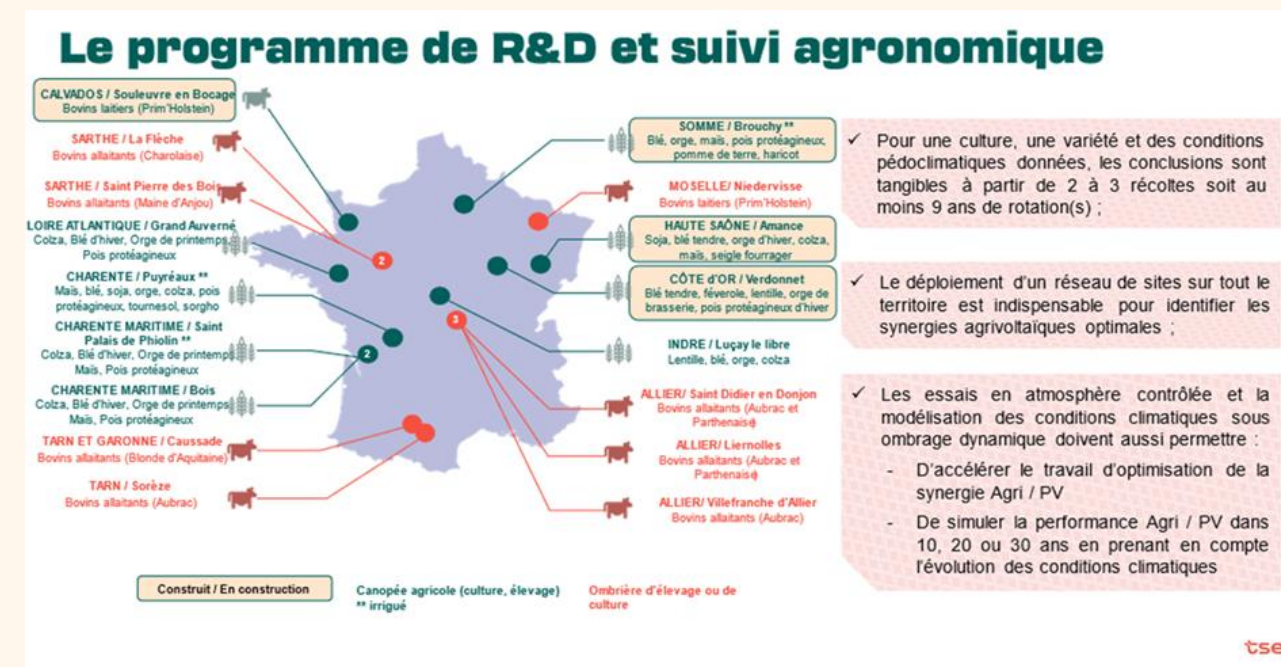 Le programme de R&D et suivi agronomique
CALVADOS / Souleuvre en Bocage
Bovins laitiers (Prim'Holstein)
SARTHE / La Flèche
Bovins allaitants (Charolaise)
SARTHE / Saint Pierre des Bois
Bovins allaitants (Maine d'Anjou)
LOIRE ATLANTIQUE / Grand Auverné
Colza, Blé d'hiver, Orge de printemps,
Pois protéagineux
CHARENTE / Puyréaux **
Maïs, blé, soja, orge, colza, pois
protéagineux, tournesol, sorgho
CHARENTE MARITIME / Saint
Palais de Phiolin **
Colza, Blé d'hiver, Orge de printemps
Maïs, Pois protéagineux
CHARENTE MARITIME / Bois
Colza, Blé d'hiver, Orge de printemps
Maïs, Pois protéagineux
TARN ET GARONNE / Caussade
Bovins allaitants (Blonde d'Aquitaine)
TARN / Sorèze
Bovins allaitants (Aubrac)
2
3
2
SOMME / Brouchy **
Blé, orge, maïs, pois protéagineux,
pomme de terre, haricot
MOSELLE/ Niedervisse
Bovins laitiers (Prim'Holstein)
HAUTE SAÔNE / Amance
Soja, blé tendre, orge d'hiver, colza,
maïs, seigle fourrager
CÔTE d'OR / Verdonnet
Blé tendre, féverole, lentille, orge de
brasserie, pois protéagineux d'hiver
INDRE / Luçay le libre
Lentille, blé, orge, colza
ALLIER/ Saint Didier en Donjon
Bovins allaitants (Aubrac et
Parthenaise)
ALLIER/ Liernolles
Bovins allaitants (Aubrac et
Parthenaise)
ALLIER/ Villefranche d'Allier
Bovins allaitants (Aubrac)
Construit / En construction
Canopée agricole (culture, élevage)
** irrigué
Ombrière d'élevage ou de
culture
✓ Pour une culture, une variété et des conditions
pédoclimatiques données, les conclusions sont
tangibles à partir de 2 à 3 récoltes soit au
moins 9 ans de rotation(s) ;
✓ Le déploiement d'un réseau de sites sur tout le
territoire est indispensable pour identifier les
synergies agrivoltaïques optimales ;
✓ Les essais en atmosphère contrôlée et la
modélisation des conditions climatiques sous
ombrage dynamique doivent aussi permettre :
- D'accélérer le travail d'optimisation de la
synergie Agri / PV
- De simuler la performance Agri / PV dans
10, 20 ou 30 ans en prenant en compte
l'évolution des conditions climatiques
tse